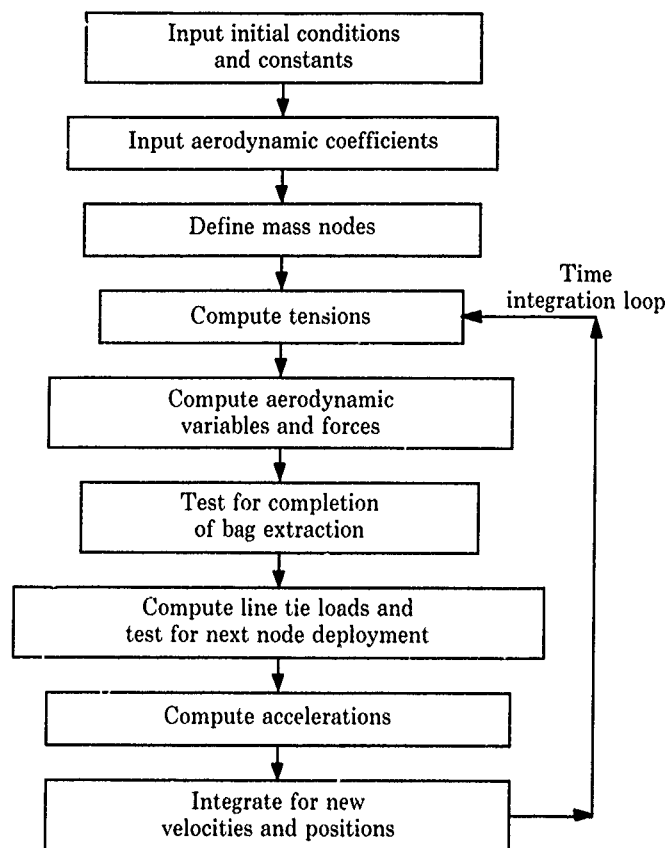 Input initial conditions
and constants
Input aerodynamic coefficients
Define mass nodes
Time
integration loop
Compute tensions
Compute aerodynamic
variables and forces
Test for completion
of bag extraction
Compute line tie loads and
test for next node deployment
Compute accelerations
Integrate for new
velocities and positions